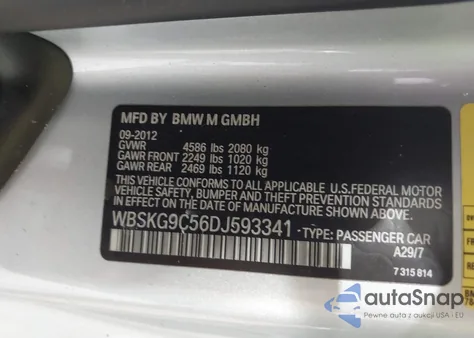 MFD BY BMW M GMBH
09-2012
GVWR 4586 lbs 2080 kg
GAWR FRONT 2249 lbs 1020 kg
GAWR REAR 2469 lbs 1120 kg
THIS VEHICLE CONFORMS TO ALL APPLICABLE U.S.FEDERAL MOTOR
VEHICLE SAFETY, BUMPER AND THEFT PREVENTION STANDARDS
IN EFFECT ON THE DATE OF MANUFACTURE SHOWN ABOVE.
WBSKG9C56DJ593341 - TYPE: PASSENGER CAR
A29/7
7 315 814
autoSnap
Pewne auta z aukcji USA i EU